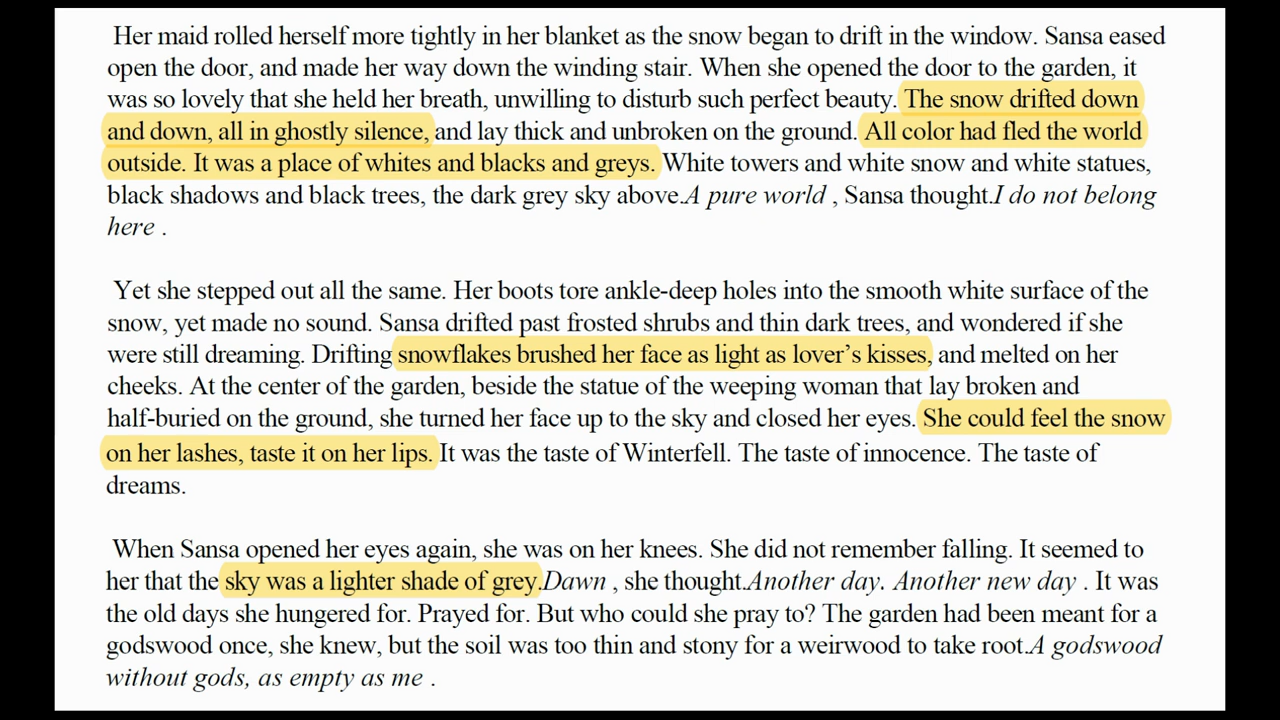 Her maid rolled herself more tightly in her blanket as the snow began to drift in the window. Sansa eased
open the door, and made her way down the winding stair. When she opened the door to the garden, it
was so lovely that she held her breath, unwilling to disturb such perfect beauty. The snow drifted down
and down, all in ghostly silence, and lay thick and unbroken on the ground. All color had fled the world
outside. It was a place of whites and blacks and greys. White towers and white snow and white statues,
black shadows and black trees, the dark grey sky above.A pure world , Sansa thought.I do not belong
here .
Yet she stepped out all the same. Her boots tore ankle-deep holes into the smooth white surface of the
snow, yet made no sound. Sansa drifted past frosted shrubs and thin dark trees, and wondered if she
were still dreaming. Drifting snowflakes brushed her face as light as lover’s kisses, and melted on her
cheeks. At the center of the garden, beside the statue of the weeping woman that lay broken and
half-buried on the ground, she turned her face up to the sky and closed her eyes. She could feel the snow
on her lashes, taste it on her lips. It was the taste of Winterfell. The taste of innocence. The taste of
dreams.
When Sansa opened her eyes again, she was on her knees. She did not remember falling. It seemed to
her that the sky was a lighter shade of grey.Dawn , she thought.Another day. Another new day . It was
the old days she hungered for. Prayed for. But who could she pray to? The garden had been meant for a
godswood once, she knew, but the soil was too thin and stony for a weirwood to take root.A godswood
without gods, as empty as me .